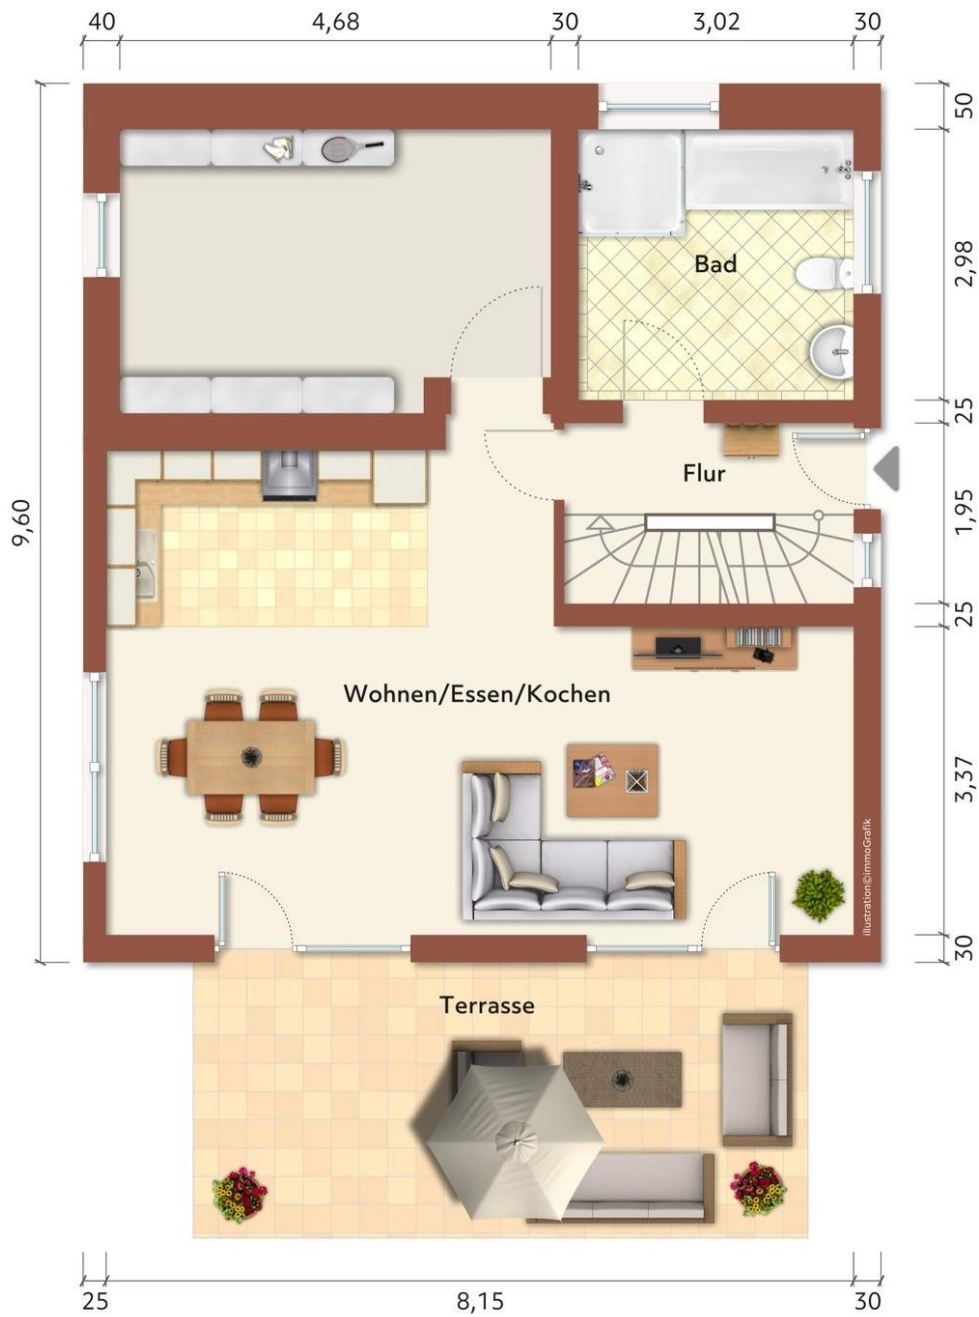 40 4,68 30 3,02 30
50
Bad
2,98
25
Flur
9,60
1,95
25
Wohnen/Essen/Kochen
3,37
illustration©immoGrafik
30
Terrasse
25 8,15 30